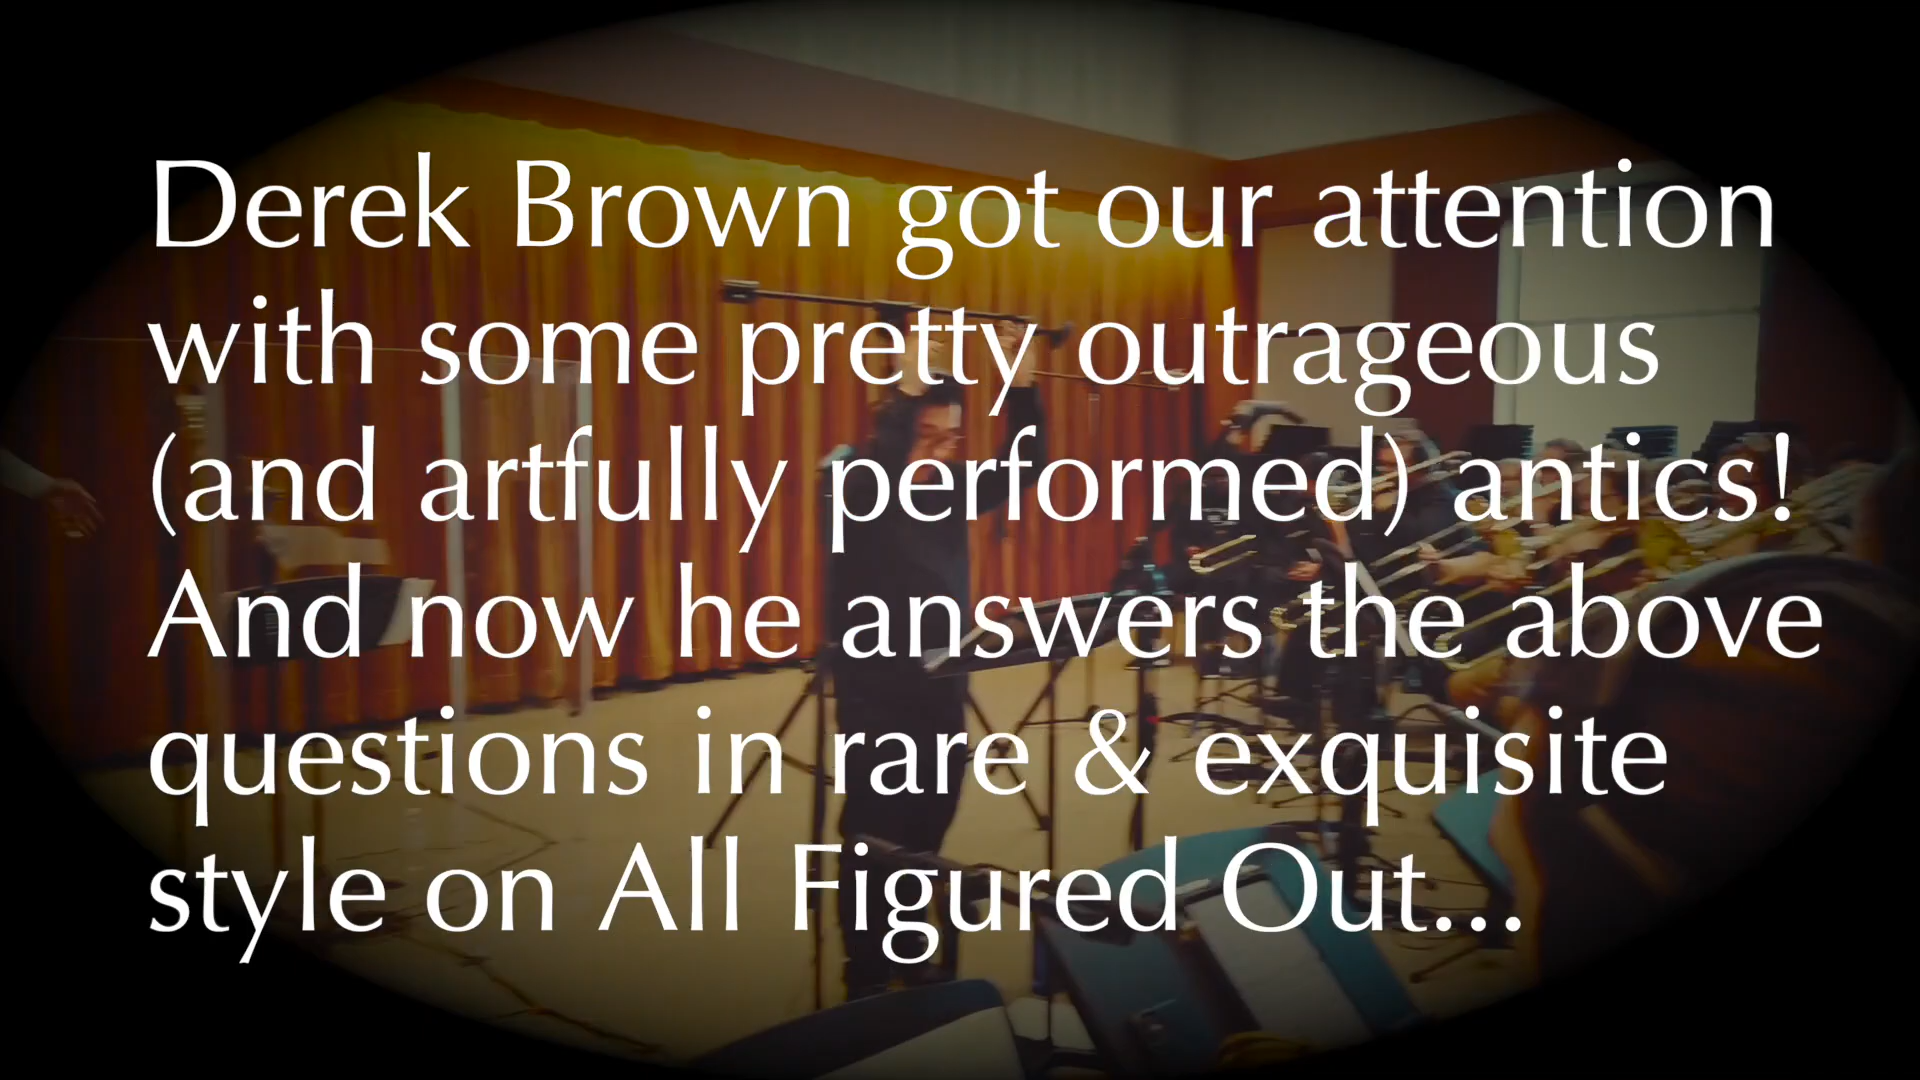 Derek Brown got our attention
with some pretty outrageous
(and artfully performed) antics!
And now he answers the above
questions in rare & exquisite
style on All Figured Out...